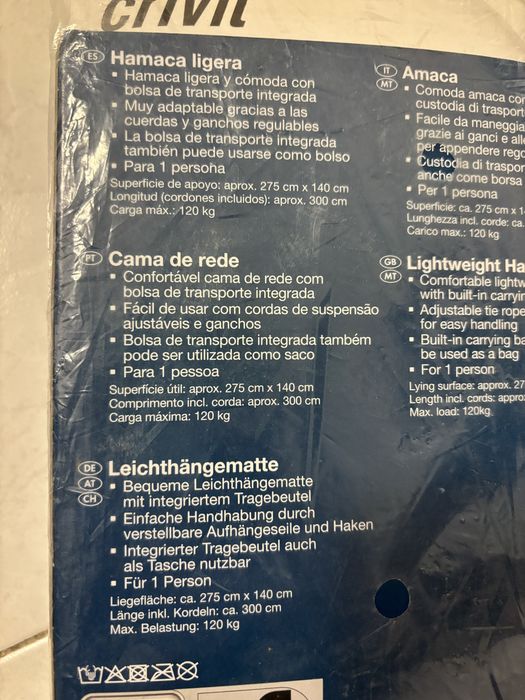 crivit
ES Hamaca ligera
▪ Hamaca ligera y cómoda con
bolsa de transporte integrada
▪ Muy adaptable gracias a las
cuerdas y ganchos regulables
▪ La bolsa de transporte integrada
también puede usarse como bolso
▪ Para 1 persona
Superficie de apoyo: aprox. 275 cm x 140 cm
Longitud (cordones incluidos): aprox. 300 cm
Carga máx.: 120 kg
PT Cama de rede
▪ Confortável cama de rede com
bolsa de transporte integrada
▪ Fácil de usar com cordas de suspensão
ajustáveis e ganchos
▪ Bolsa de transporte integrada também
pode ser utilizada como saco
▪ Para 1 pessoa
Superfície útil: aprox. 275 cm x 140 cm
Comprimento incl. corda: aprox. 300 cm
Carga máxima: 120 kg
DE AT CH Leichthängematte
▪ Bequeme Leichthängematte
mit integriertem Tragebeutel
▪ Einfache Handhabung durch
verstellbare Aufhängeseile und Haken
▪ Integrierter Tragebeutel auch
als Tasche nutzbar
▪ Für 1 Person
Liegefläche: ca. 275 cm x 140 cm
Länge inkl. Kordeln: ca. 300 cm
Max. Belastung: 120 kg
IT MT Amaca
▪ Comoda amaca con
custodia di trasport
▪ Facile da maneggia
grazie ai ganci e alle
per appendere rego
▪ Custodia di traspor
anche come borsa
▪ Per 1 persona
Superficie: ca. 275 cm x 1
Lunghezza incl. corde: ca.
Carico max.: 120 kg
GB MT Lightweight Ha
▪ Comfortable lightw
with built-in carryin
▪ Adjustable tie rope
for easy handling
▪ Built-in carrying ba
be used as a bag
▪ For 1 person
Lying surface: approx. 27
Length incl. cords: appro
Max. load: 120kg